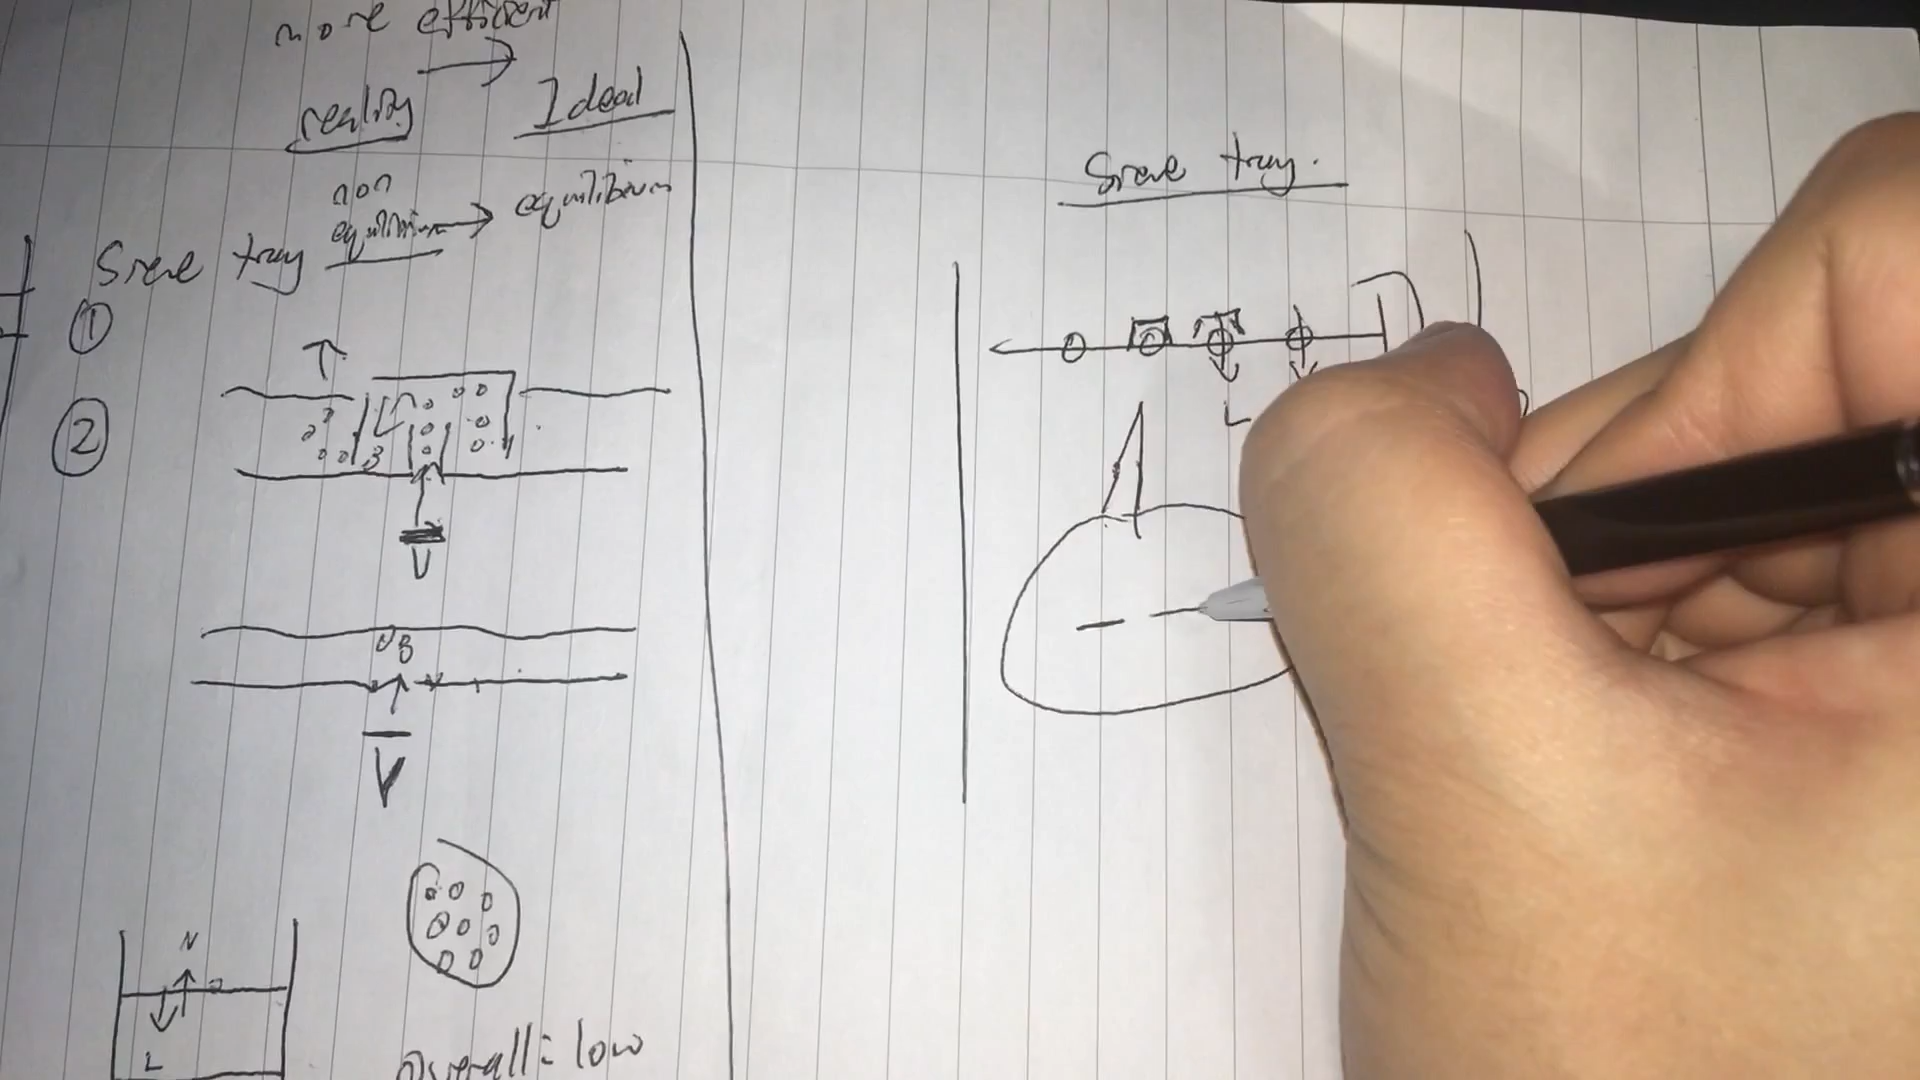 more efficient
reality
Ideal
non
equilibrium
equilibrium
Sieve tray
①
②
V
V
N
L
Overall: low
Sieve tray.
L